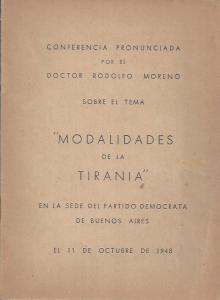 CONFERENCIA PRONUNCIADA
POR EL
DOCTOR RODOLFO MORENO
SOBRE EL TEMA
"MODALIDADES
DE LA
TIRANIA"
EN LA SEDE DEL PARTIDO DEMOCRATA
DE BUENOS AIRES
EL 11 DE OCTUBRE DE 1948